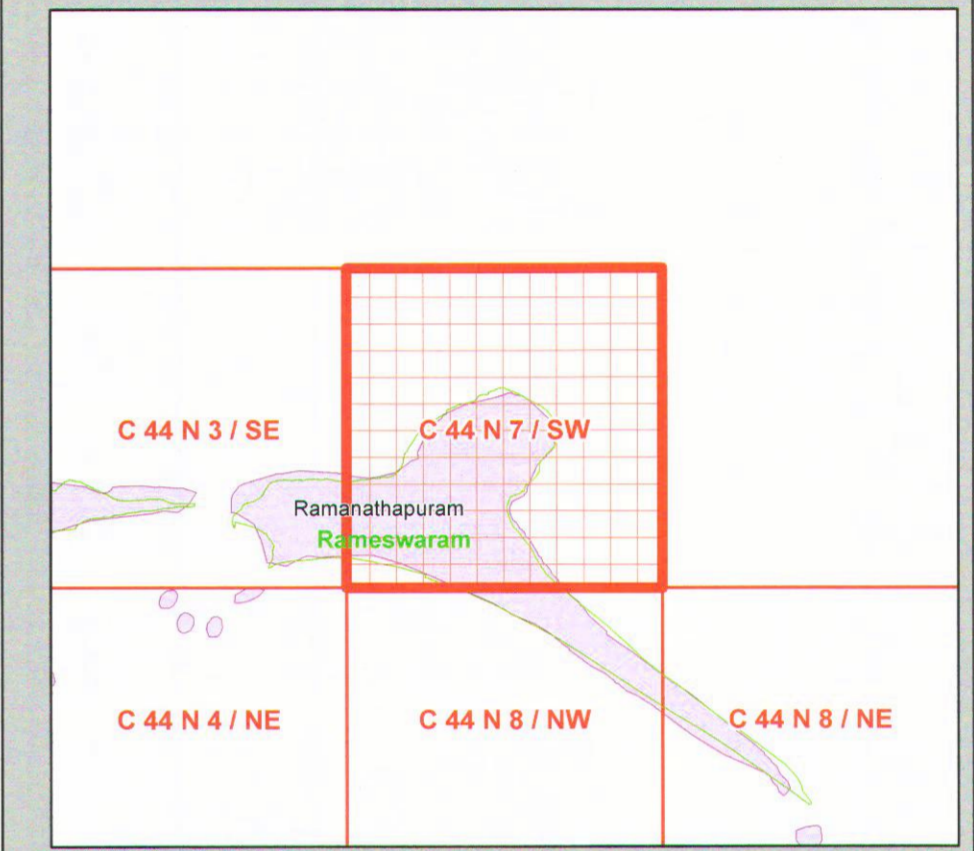 C 44 N 3 / SE
C 44 N 7 / SW
Ramanathapuram
Rameswaram
C 44 N 4 / NE
C 44 N 8 / NW
C 44 N 8 / NE